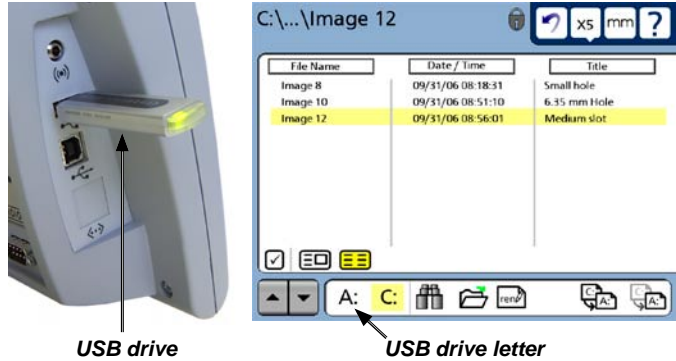 C:\...\Image 12
x5
mm
?
File Name
Date / Time
Title
Image 8
09/31/06 08:18:31
Small hole
Image 10
09/31/06 08:51:10
6.35 mm Hole
Image 12
09/31/06 08:56:01
Medium slot
A:
C:
ren
C:
A:
C:
A:
USB drive
USB drive letter